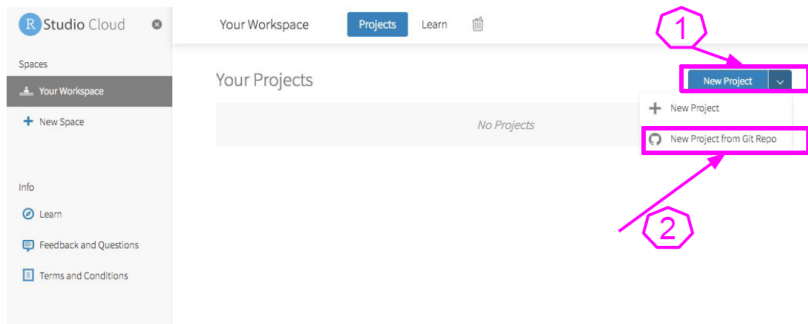 R Studio Cloud
Your Workspace
Projects
Learn
1
Spaces
Your Workspace
New Space
Your Projects
New Project
New Project
No Projects
New Project from Git Repo
2
Info
Learn
Feedback and Questions
Terms and Conditions